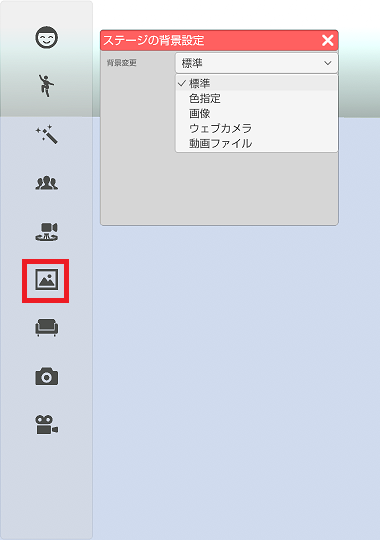 ステージの背景設定
背景変更
標準
標準
色指定
画像
ウェブカメラ
動画ファイル